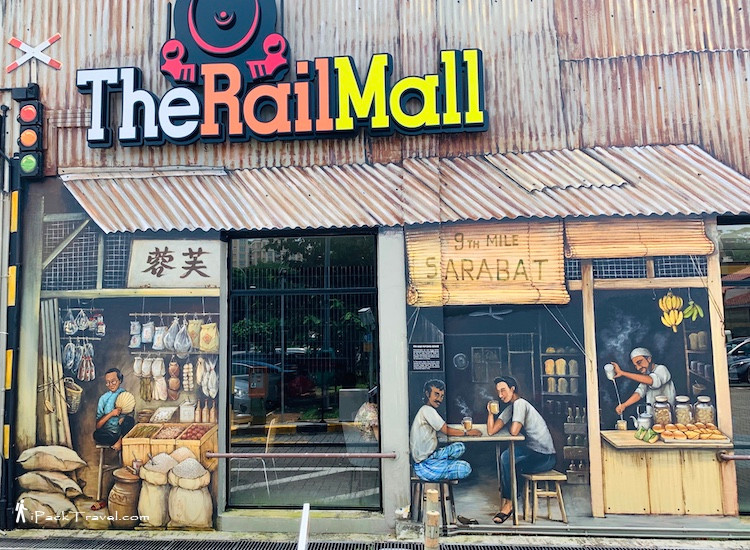 TheRailMall
蓉芙
9TH MILE
SARABAT
iPackTravel.com